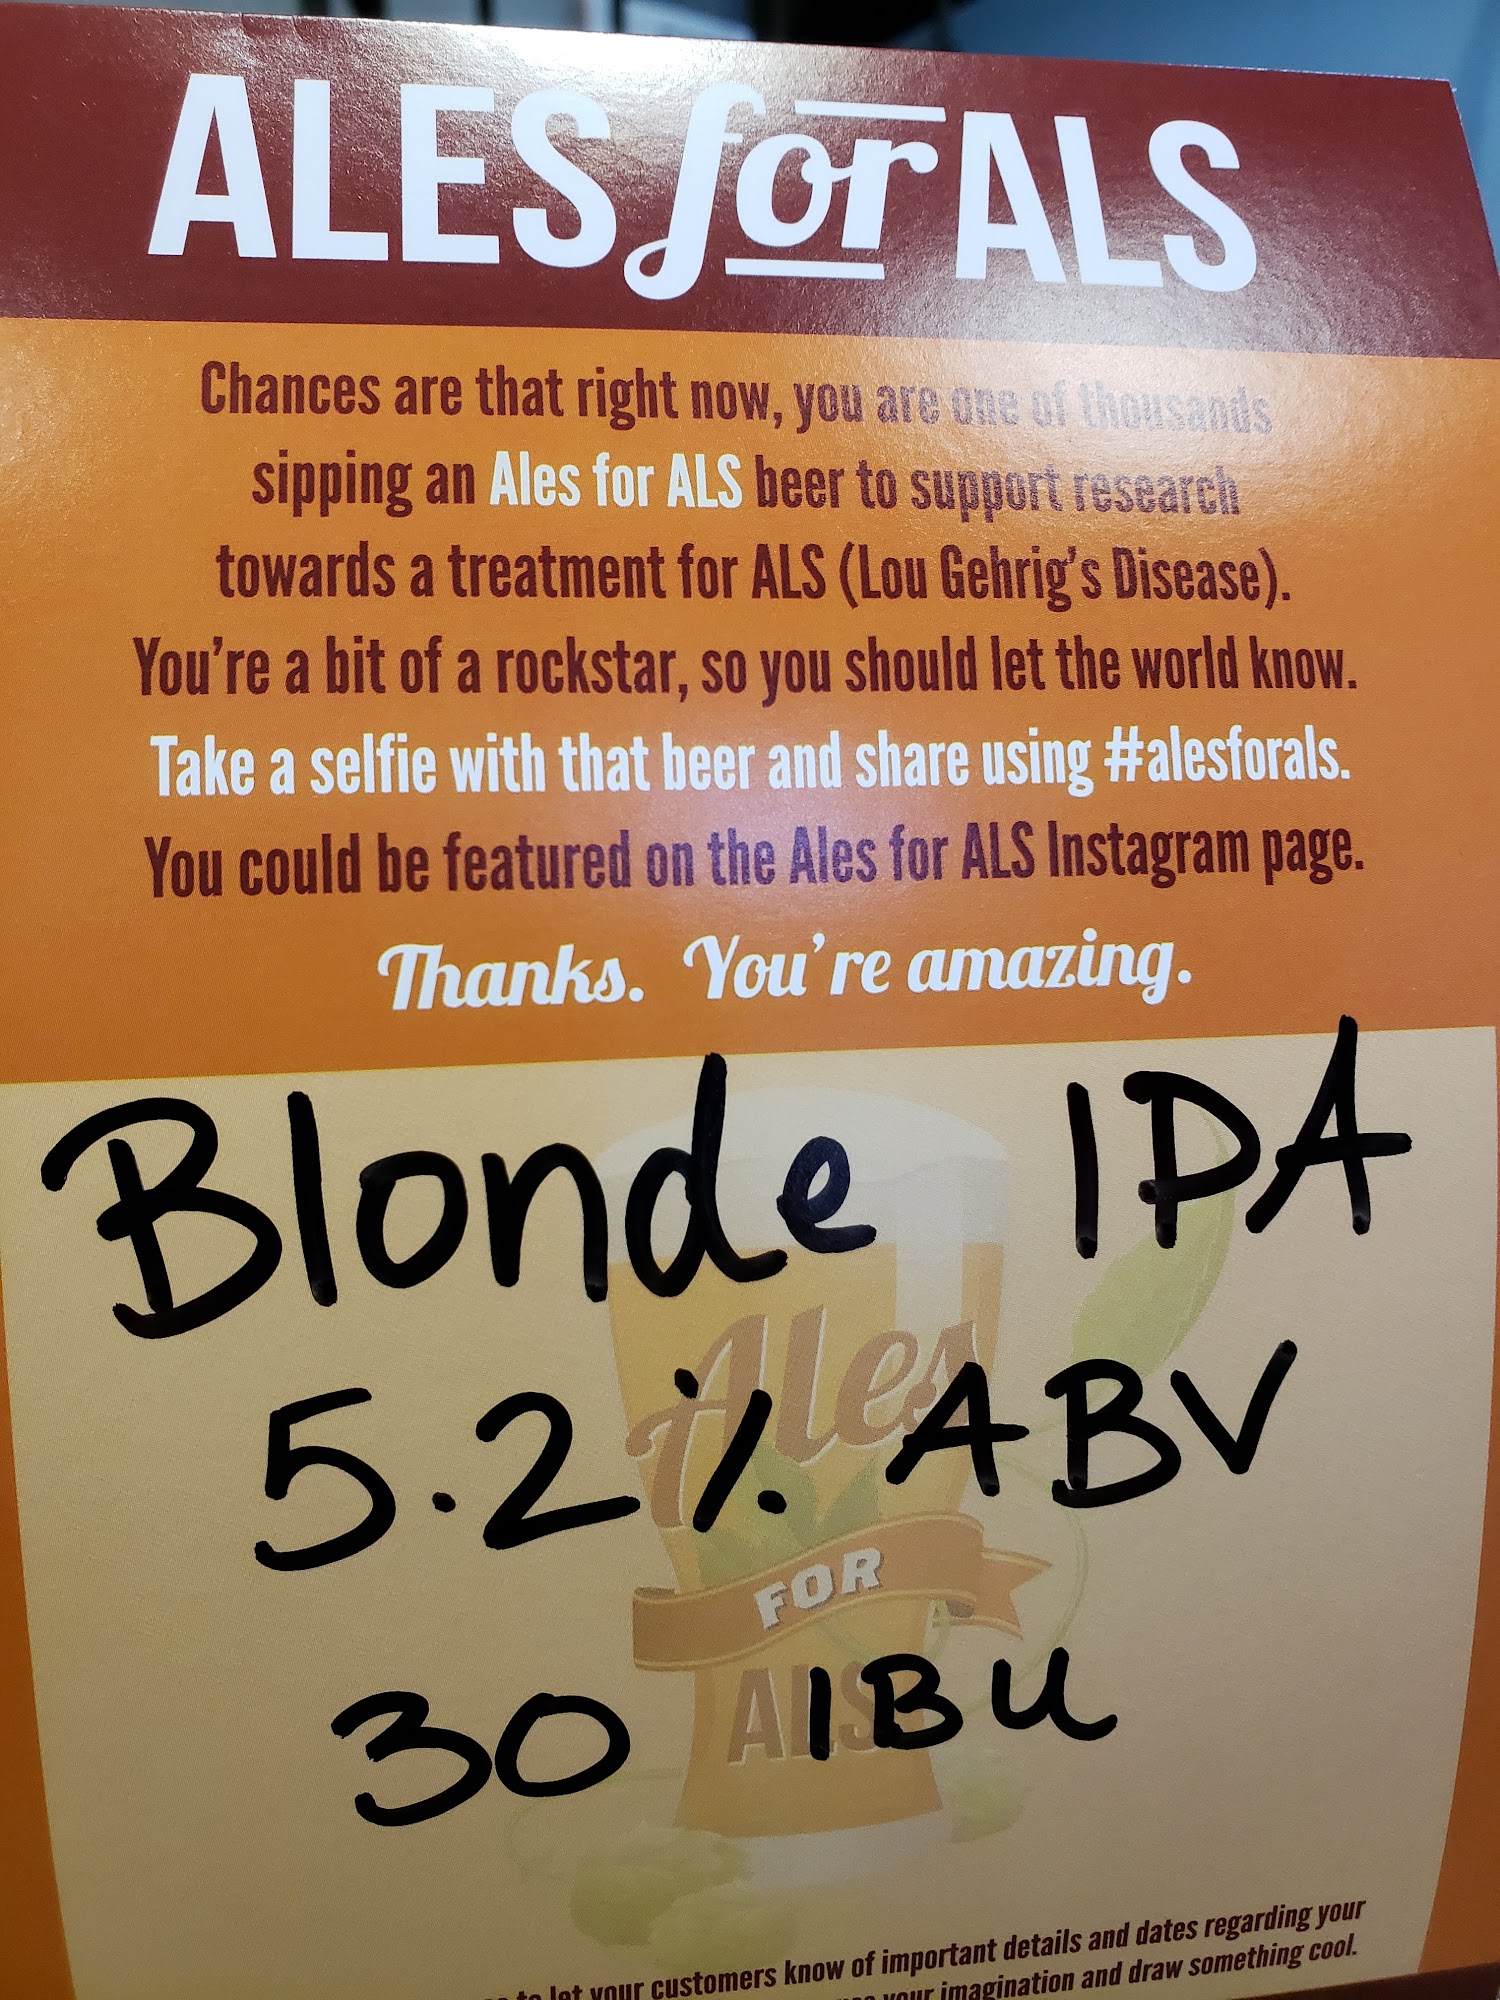 ALES for ALS
Chances are that right now, you are one of thousands
sipping an Ales for ALS beer to support research
towards a treatment for ALS (Lou Gehrig's Disease).
You're a bit of a rockstar, so you should let the world know.
Take a selfie with that beer and share using #alesforals.
You could be featured on the Ales for ALS Instagram page.
Thanks. You're amazing.
Blonde IPA
5.2% ABV
30 IBU
Ales
FOR
ALS
to let your customers know of important details and dates regarding your
your imagination and draw something cool.